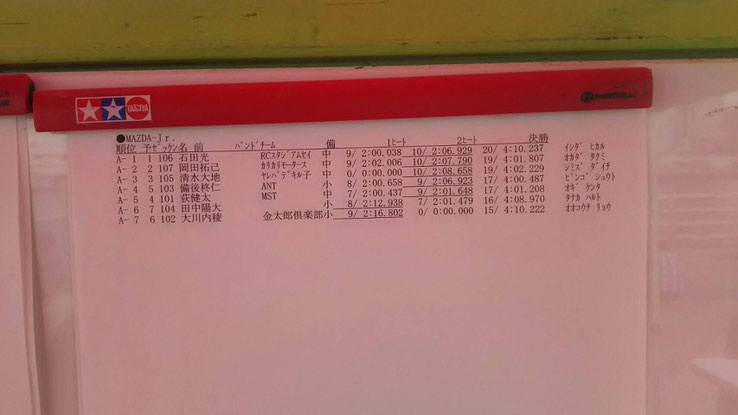 TAMIYA
●MAZDA-Jr.
順位 予 ゼッケン 名 前 バンド チーム 備 1ヒート 2ヒート 決勝
A- 1 1 106 石田光 RCスタジアムセイ 中 9/ 2:00.038 10/ 2:06.929 20/ 4:10.237 イシダ ヒカル
A- 2 2 107 岡田拓己 カリカリモータース 中 9/ 2:02.006 10/ 2:07.790 19/ 4:01.807 オカダ タクミ
A- 3 3 105 清木大地 ヤレバデキル子 中 0/ 0:00.000 10/ 2:08.658 19/ 4:02.229 シミズ ダイチ
A- 4 5 103 備後柊仁 ANT 小 8/ 2:00.658 9/ 2:06.923 17/ 4:00.487 ビンゴ シュウト
A- 5 4 101 荻健太 MST 中 7/ 2:00.437 9/ 2:01.648 17/ 4:01.208 オギ ケンタ
A- 6 7 104 田中陽大 小 8/ 2:12.938 7/ 2:01.479 16/ 4:08.970 タナカ ハルト
A- 7 6 102 大川内稜 金太郎倶楽部 小 9/ 2:16.802 0/ 0:00.000 15/ 4:10.222 オオコウチ リョウ